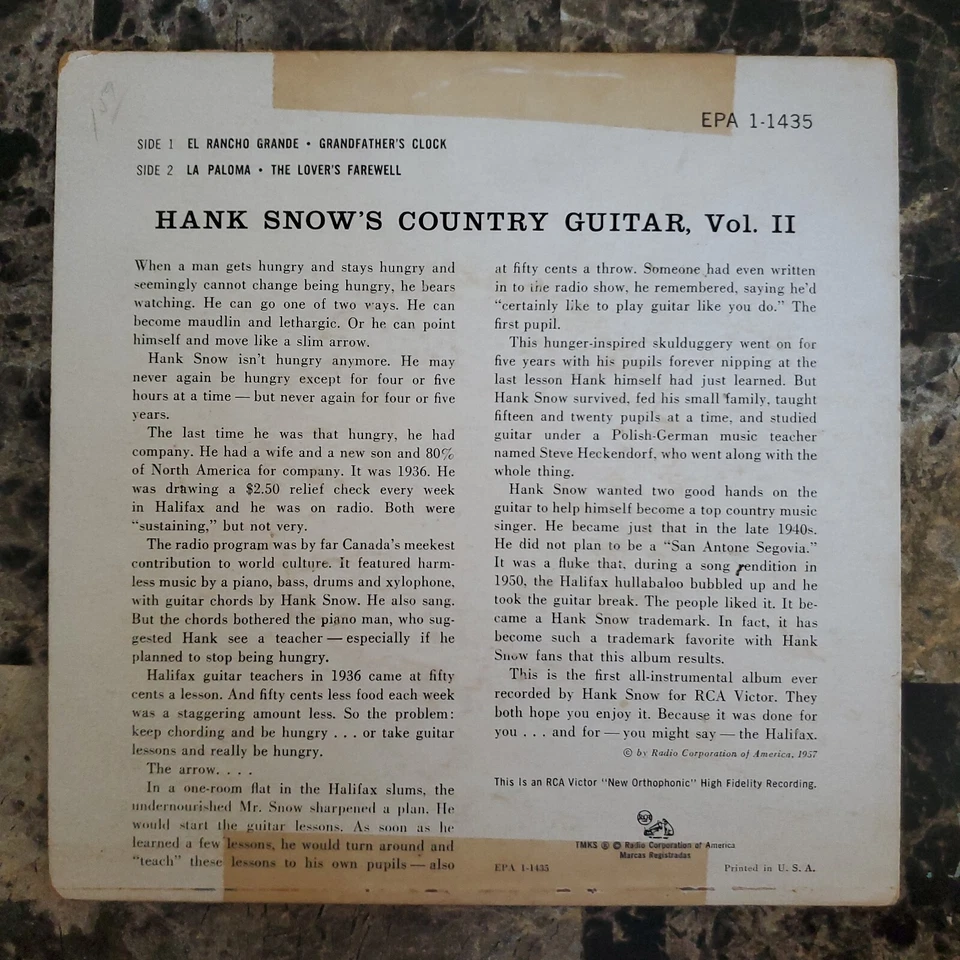 EPA 1-1435
SIDE 1 EL RANCHO GRANDE • GRANDFATHER'S CLOCK
SIDE 2 LA PALOMA • THE LOVER'S FAREWELL
HANK SNOW'S COUNTRY GUITAR, Vol. II
When a man gets hungry and stays hungry and
seemingly cannot change being hungry, he bears
watching. He can go one of two ways. He can
become maudlin and lethargic. Or he can point
himself and move like a slim arrow.
Hank Snow isn't hungry anymore. He may
never again be hungry except for four or five
hours at a time — but never again for four or five
years.
The last time he was that hungry, he had
company. He had a wife and a new son and 80%
of North America for company. It was 1936. He
was drawing a $2.50 relief check every week
in Halifax and he was on radio. Both were
“sustaining,” but not very.
The radio program was by far Canada's meekest
contribution to world culture. It featured harm-
less music by a piano, bass, drums and xylophone,
with guitar chords by Hank Snow. He also sang.
But the chords bothered the piano man, who sug-
gested Hank see a teacher — especially if he
planned to stop being hungry.
Halifax guitar teachers in 1936 came at fifty
cents a lesson. And fifty cents less food each week
was a staggering amount less. So the problem:
keep chording and be hungry . . . or take guitar
lessons and really be hungry.
The arrow. . . .
In a one-room flat in the Halifax slums, the
undernourished Mr. Snow sharpened a plan. He
would start the guitar lessons. As soon as he
learned a few lessons, he would turn around and
“teach” these lessons to his own pupils — also
at fifty cents a throw. Someone had even written
in to the radio show, he remembered, saying he'd
“certainly like to play guitar like you do.” The
first pupil.
This hunger-inspired skulduggery went on for
five years with his pupils forever nipping at the
last lesson Hank himself had just learned. But
Hank Snow survived, fed his small family, taught
fifteen and twenty pupils at a time, and studied
guitar under a Polish-German music teacher
named Steve Heckendorf, who went along with the
whole thing.
Hank Snow wanted two good hands on the
guitar to help himself become a top country music
singer. He became just that in the late 1940s.
He did not plan to be a “San Antone Segovia.”
It was a fluke that, during a song rendition in
1950, the Halifax hullabaloo bubbled up and he
took the guitar break. The people liked it. It be-
came a Hank Snow trademark. In fact, it has
become such a trademark favorite with Hank
Snow fans that this album results.
This is the first all-instrumental album ever
recorded by Hank Snow for RCA Victor. They
both hope you enjoy it. Because it was done for
you . . . and for — you might say — the Halifax.
© by Radio Corporation of America, 1957
This Is an RCA Victor "New Orthophonic" High Fidelity Recording.
RCA
TMKS ® © Radio Corporation of America
Marcas Registradas
EPA 1-1435
Printed in U. S. A.